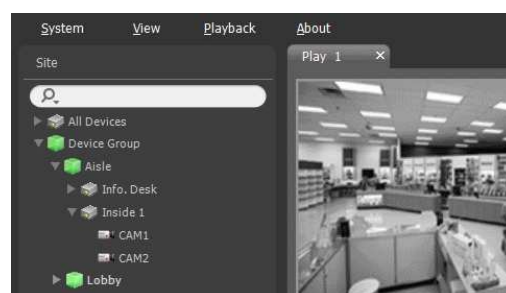 System View Playback About
Site
Play 1
All Devices
Device Group
Aisle
Info. Desk
Inside 1
CAM1
CAM2
Lobby